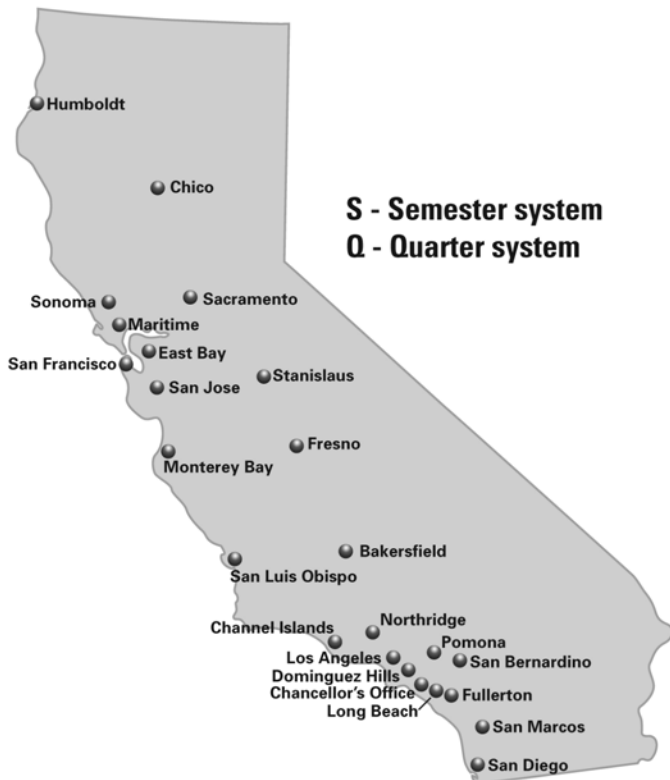 Humboldt
Chico
S - Semester system
Q - Quarter system
Sonoma
Sacramento
Maritime
East Bay
San Francisco
Stanislaus
San Jose
Fresno
Monterey Bay
Bakersfield
San Luis Obispo
Northridge
Channel Islands
Pomona
Los Angeles
San Bernardino
Dominguez Hills
Chancellor's Office
Fullerton
Long Beach
San Marcos
San Diego